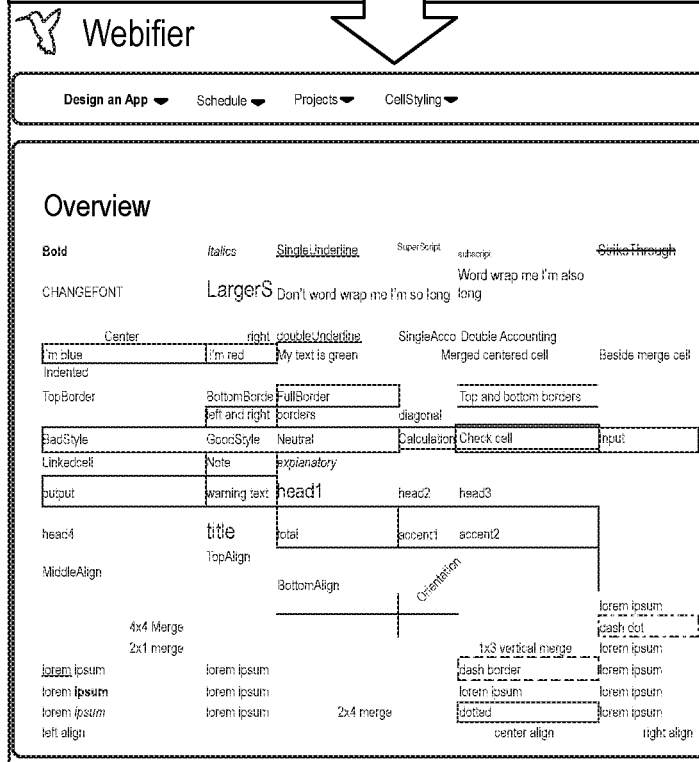 Webifier
Design an App Schedule Projects CellStyling
Overview
Bold Italics SingleUnderline SuperScript subscript StrikeThrough
Word wrap me I'm also
CHANGEFONT LargerS Don't word wrap me I'm so long long
Center right doubleUnderline SingleAcco Double Accounting
I'm blue I'm red My text is green Merged centered cell Beside merge cell
Indented
TopBorder BottomBorde FullBorder Top and bottom borders
left and right borders diagonal
BadStyle GoodStyle Neutral Calculation Check cell Input
Linkedcell Note explanatory
output warning text head1 head2 head3
head4 title total accent1 accent2
TopAlign
MiddleAlign
BottomAlign Orientation
lorem ipsum
4x4 Merge dash dot
2x1 merge 1x3 vertical merge lorem ipsum
lorem ipsum lorem ipsum dash border lorem ipsum
lorem ipsum lorem ipsum lorem ipsum lorem ipsum
lorem ipsum lorem ipsum 2x4 merge dotted lorem ipsum
left align center align right align